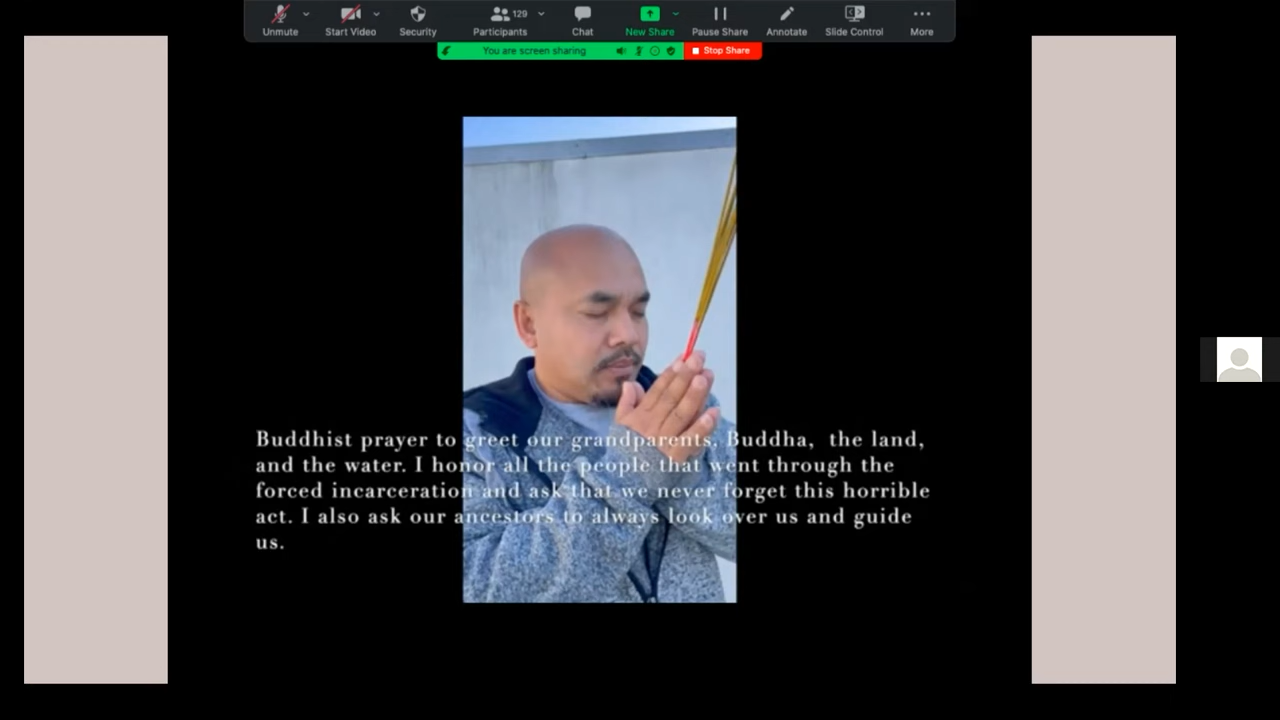 Unmute
Start Video
Security
129
Participants
Chat
New Share
Pause Share
Annotate
Slide Control
More
You are screen sharing
Stop Share
Buddhist prayer to greet our grandparents, Buddha, the land,
and the water. I honor all the people that went through the
forced incarceration and ask that we never forget this horrible
act. I also ask our ancestors to always look over us and guide
us.